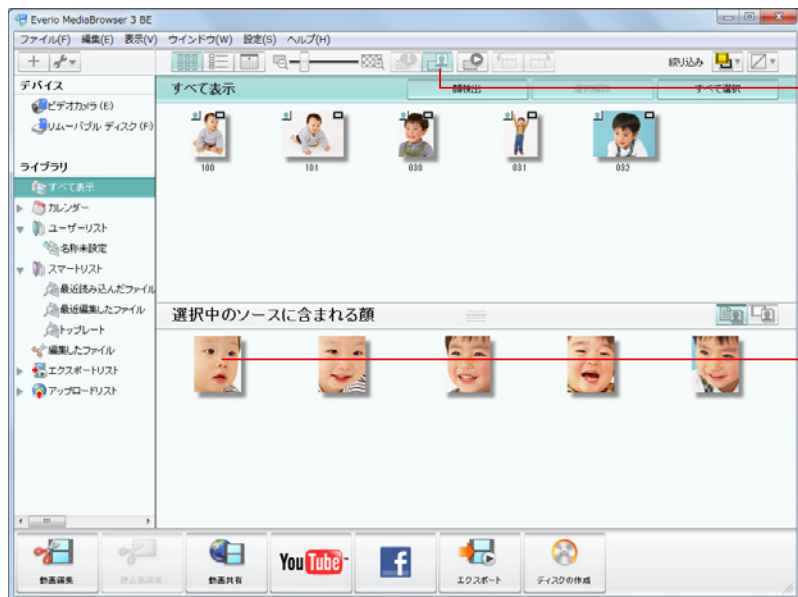 Everio MediaBrowser 3 BE
ファイル(F) 編集(E) 表示(V) ウインドウ(W) 設定(S) ヘルプ(H)
絞り込み
デバイス
ビデオカメラ (E)
リムーバブル ディスク (F)
ライブラリ
すべて表示
カレンダー
ユーザーリスト
名称未設定
スマートリスト
最近読み込んだファイル
最近編集したファイル
トップレート
編集したファイル
エクスポートリスト
アップロードリスト
すべて表示
顔検出
すべて選択
100 101 030 031 032
選択中のソースに含まれる顔
動画編集
静止画編集
動画共有
YouTube
f
エクスポート
ディスクの作成